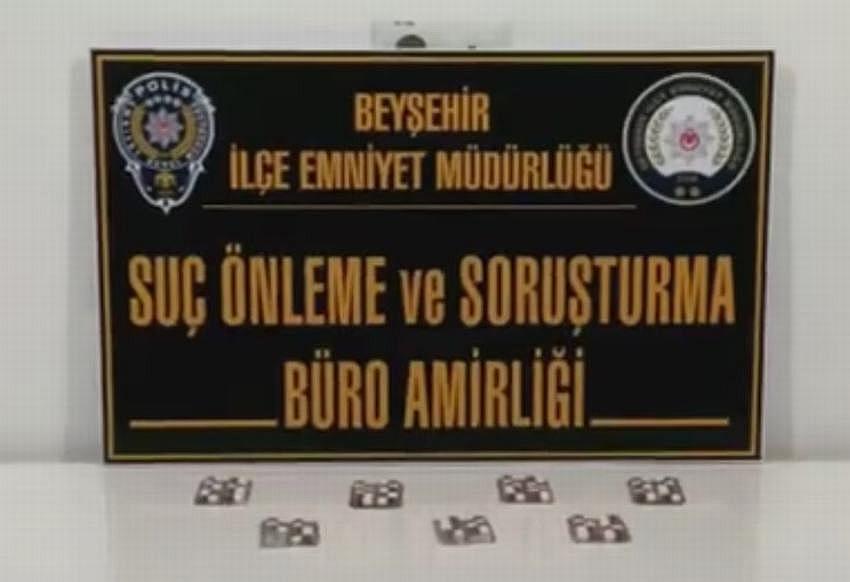 BEYŞEHİR
İLÇE EMNİYET MÜDÜRLÜĞÜ
POLİS
SUÇ ÖNLEME ve SORUŞTURMA
BÜRO AMİRLİĞİ